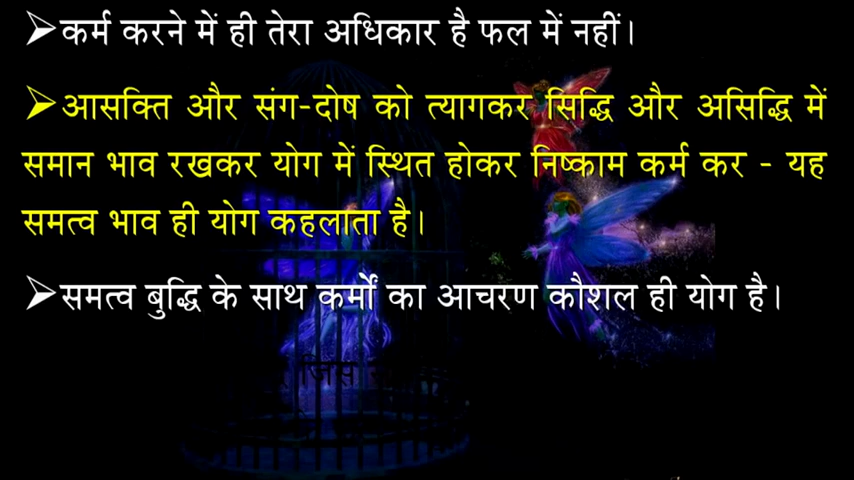 ➢कर्म करने में ही तेरा अधिकार है फल में नहीं।
➢आसक्ति और संग-दोष को त्यागकर सिद्धि और असिद्धि में
समान भाव रखकर योग में स्थित होकर निष्काम कर्म कर - यह
समत्व भाव ही योग कहलाता है।
➢समत्व बुद्धि के साथ कर्मों का आचरण कौशल ही योग है।
जिस